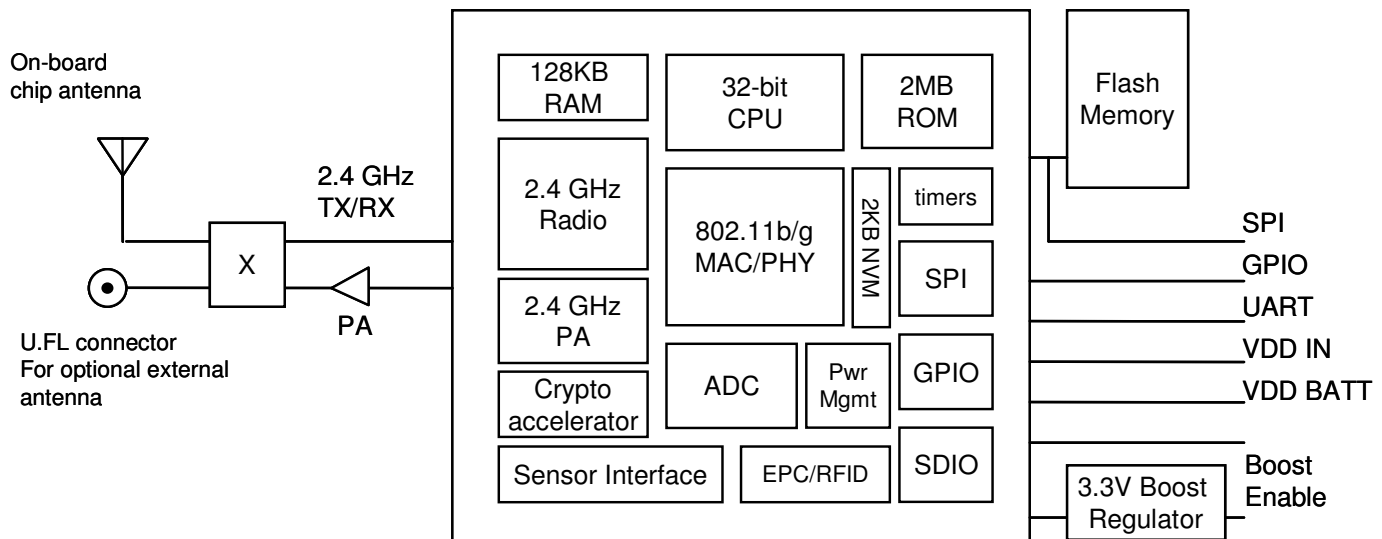 On-board
chip antenna
2.4 GHz
TX/RX
X
PA
U.FL connector
For optional external
antenna
128KB
RAM
32-bit
CPU
2MB
ROM
2.4 GHz
Radio
802.11b/g
MAC/PHY
2KB NVM
timers
SPI
2.4 GHz
PA
ADC
Pwr
Mgmt
GPIO
Crypto
accelerator
Sensor Interface
EPC/RFID
SDIO
Flash
Memory
SPI
GPIO
UART
VDD IN
VDD BATT
Boost
Enable
3.3V Boost
Regulator